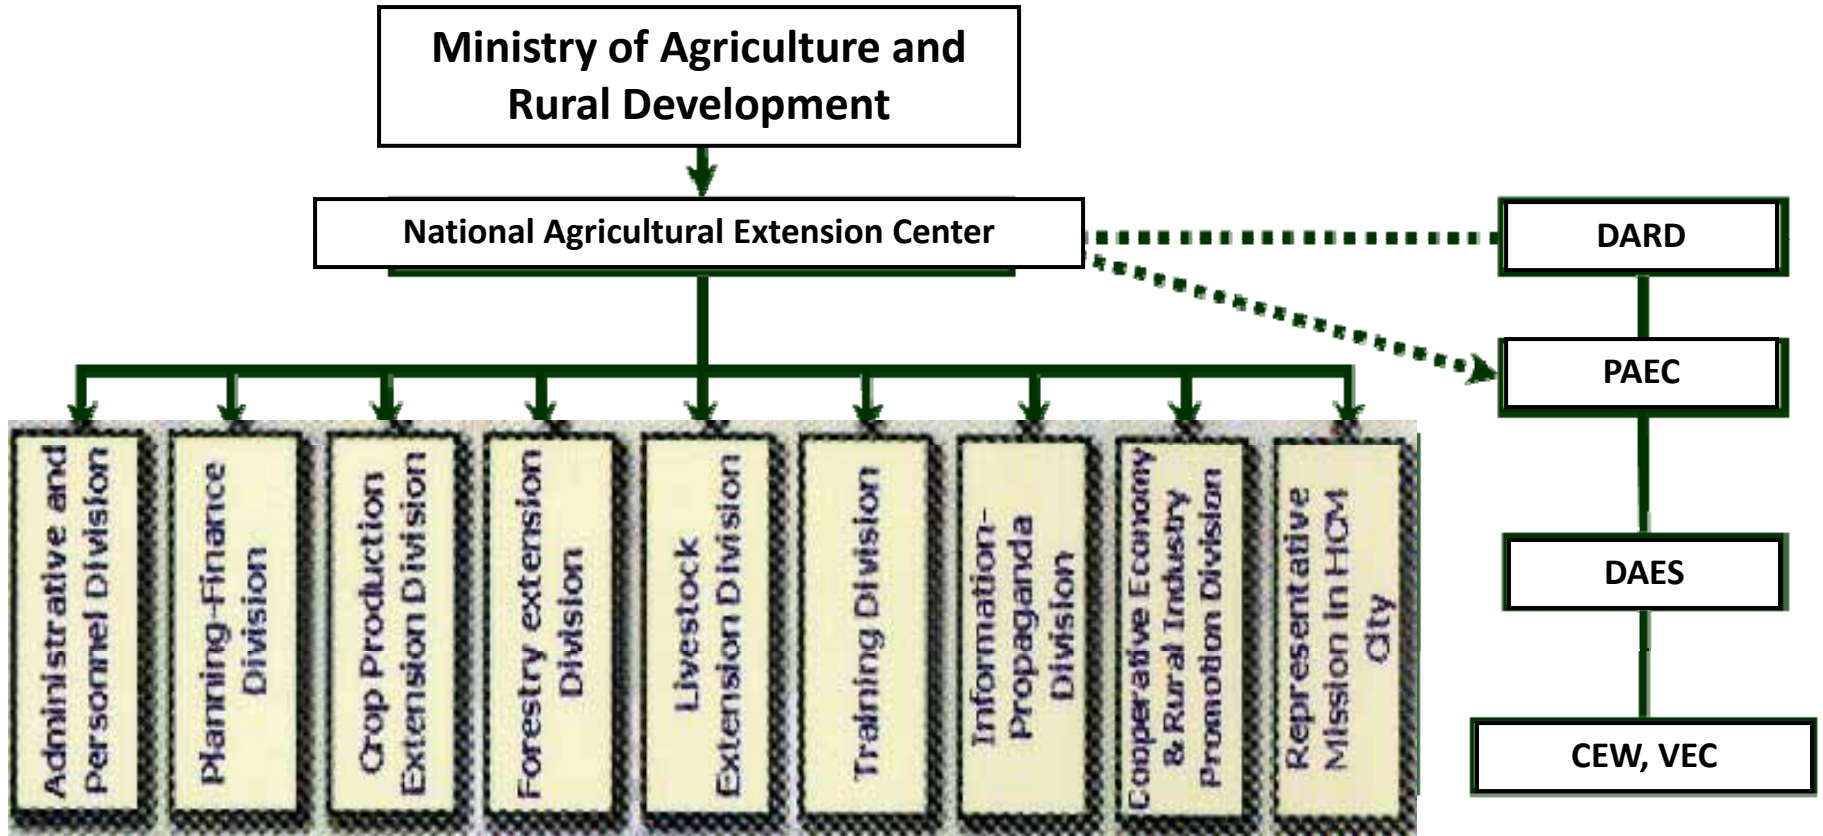 Ministry of Agriculture and
Rural Development
National Agricultural Extension Center
DARD
PAEC
DAES
CEW, VEC
Administrative and
Personnel Division
Planning-Finance
Division
Crop Production
Extension Division
Forestry extension
Division
Livestock
Extension Division
Training Division
Information-
Propaganda
Division
Cooperative Economy
& Rural Industry
Promotion Division
Representative
Mission In HCM
City